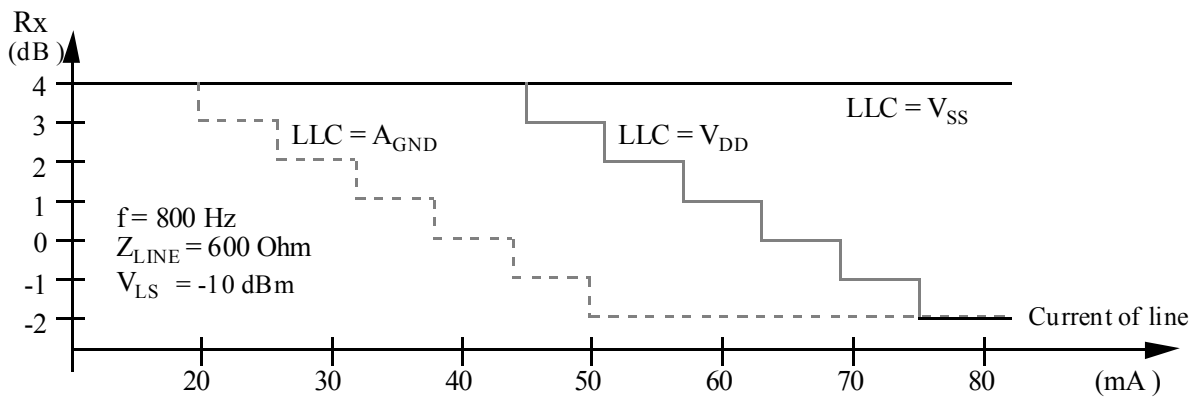 Rx
(dB )
4
LLC = V_SS
3
LLC = A_GND
LLC = V_DD
2
1
f = 800 Hz
0
Z_LINE = 600 Ohm
-1
V_LS = -10 dBm
-2
Current of line
20 30 40 50 60 70 80 (mA )